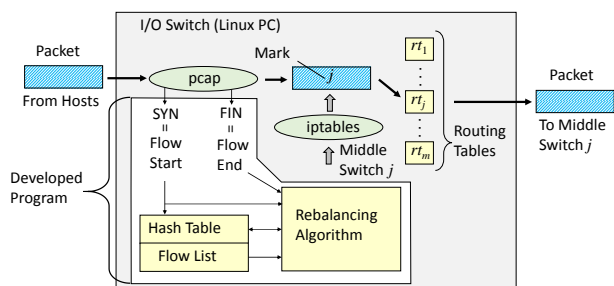 I/O Switch (Linux PC)
Packet
From Hosts
pcap
Mark
j
iptables
Middle
Switch j
rt1
⋮
rtj
⋮
rtm
Routing
Tables
Packet
To Middle
Switch j
Developed
Program
SYN
=
Flow
Start
FIN
=
Flow
End
Hash Table
Flow List
Rebalancing
Algorithm